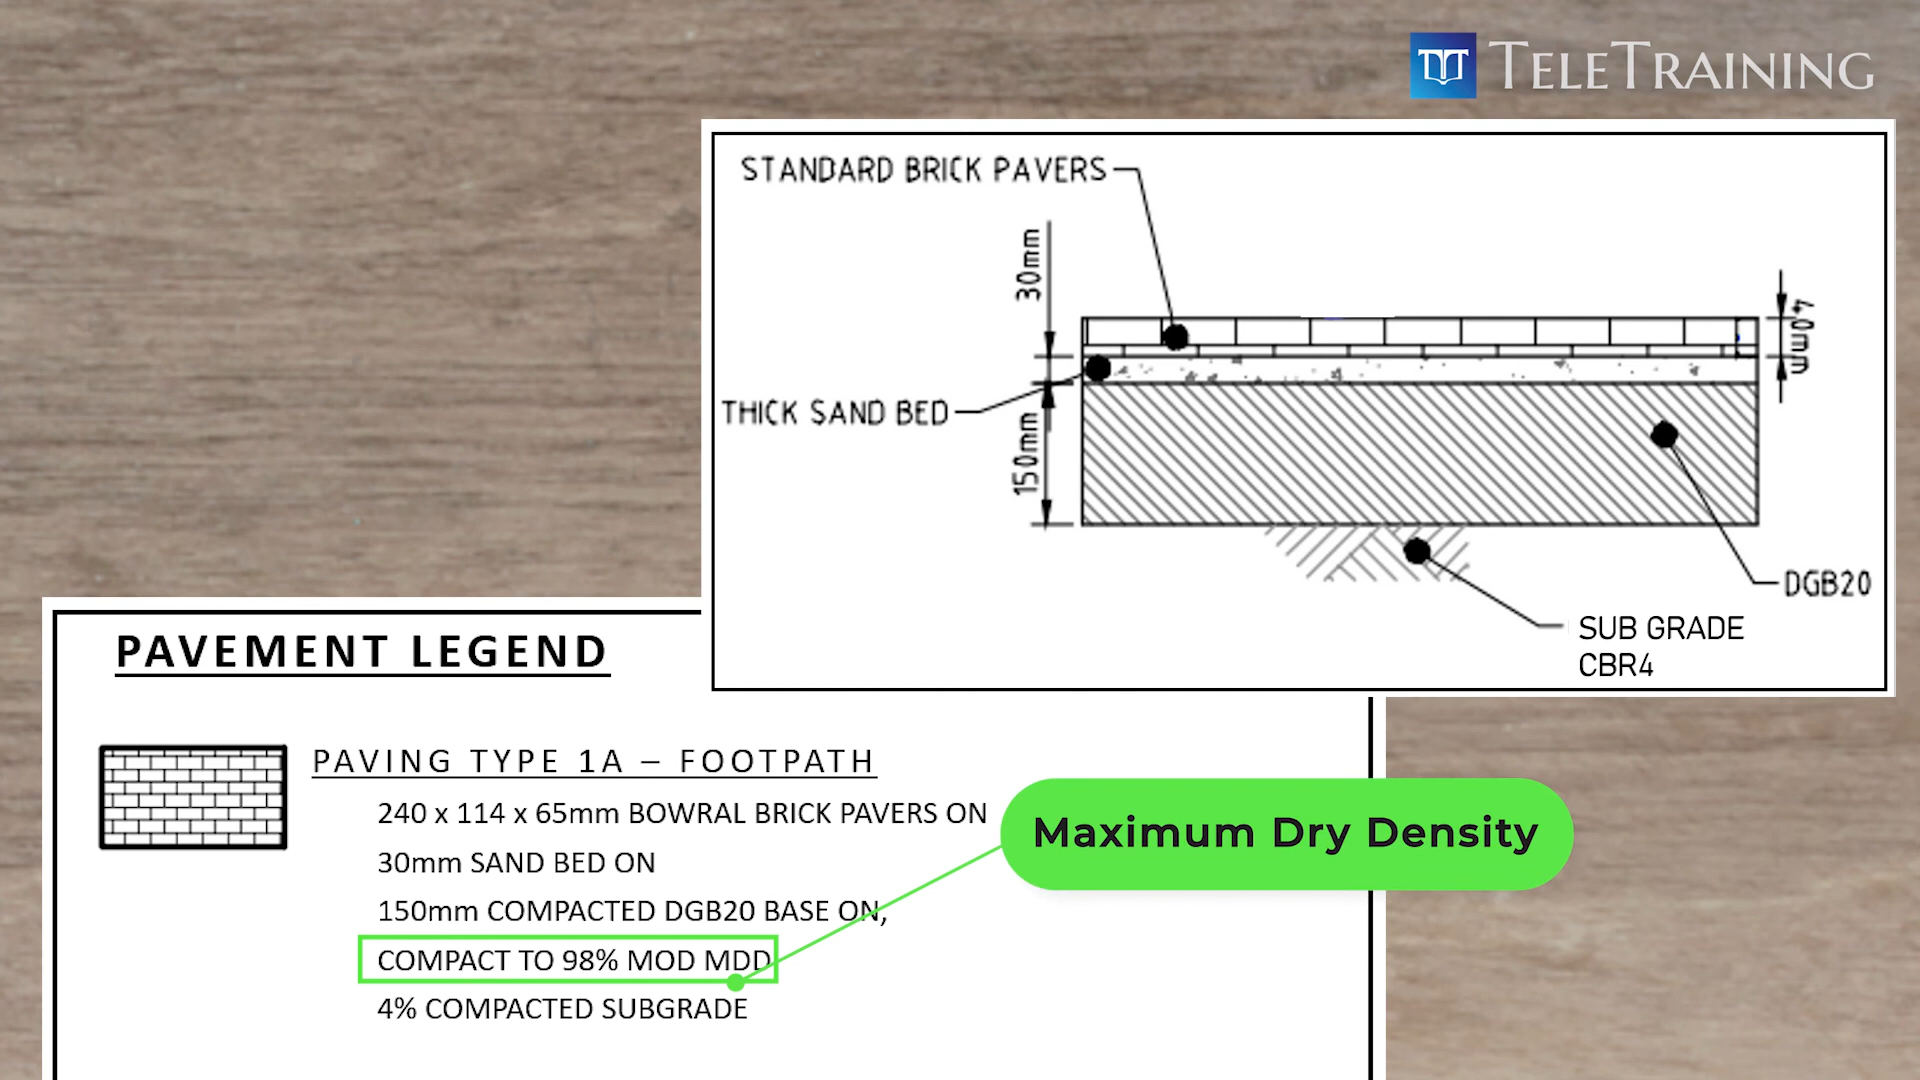 TELETRAINING
STANDARD BRICK PAVERS
30mm
40mm
THICK SAND BED
150mm
DGB20
SUB GRADE
CBR4
PAVEMENT LEGEND
PAVING TYPE 1A – FOOTPATH
240 x 114 x 65mm BOWRAL BRICK PAVERS ON
30mm SAND BED ON
150mm COMPACTED DGB20 BASE ON,
COMPACT TO 98% MOD MDD
4% COMPACTED SUBGRADE
Maximum Dry Density